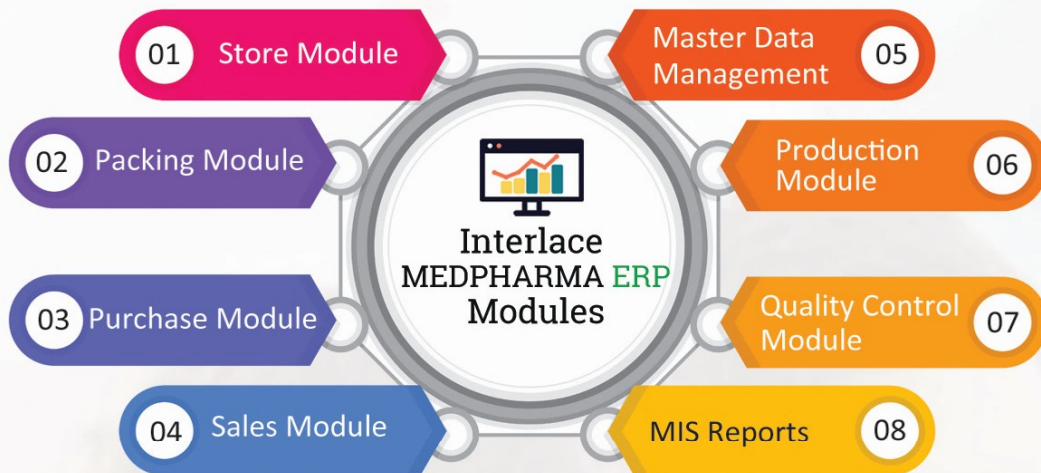 01 Store Module
02 Packing Module
03 Purchase Module
04 Sales Module
Interlace
MEDPHARMA ERP
Modules
Master Data
Management
05
Production
Module
06
Quality Control
Module
07
MIS Reports 08